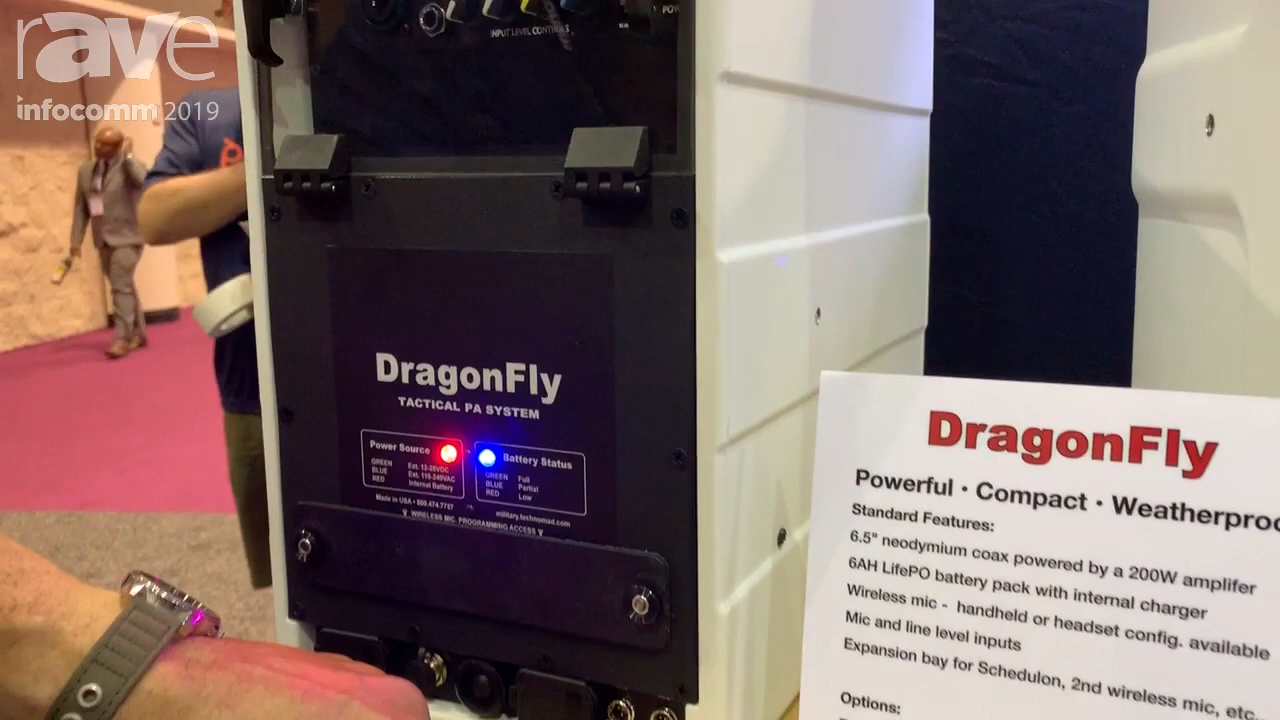 rave
infocomm 2019
INPUT LEVEL CONTROLS
DragonFly
TACTICAL PA SYSTEM
Power Source
GREEN Ext. 12-28VDC
BLUE Ext. 110-240VAC
RED Internal Battery
Battery Status
GREEN Full
BLUE Partial
RED Low
Made in USA • 800.474.7757
military.technomad.com
WIRELESS MIC. PROGRAMMING ACCESS
DragonFly
Powerful · Compact · Weatherproo
Standard Features:
6.5" neodymium coax powered by a 200W amplifer
6AH LifePO battery pack with internal charger
Wireless mic - handheld or headset config. available
Mic and line level inputs
Expansion bay for Schedulon, 2nd wireless mic, etc.
Options: